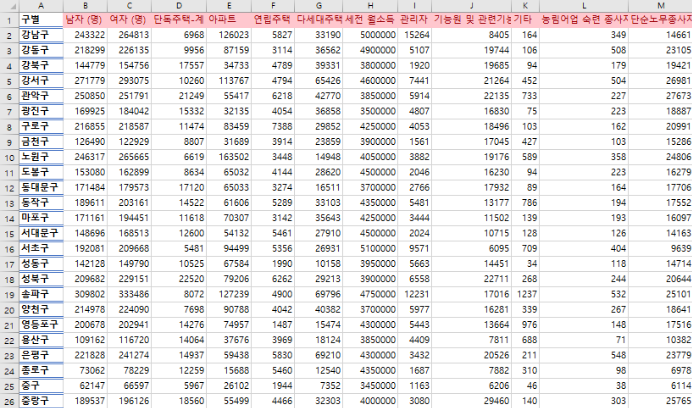 A B C D E F G H I J K L M
1 구별 남자 (명) 여자 (명) 단독주택-계 아파트 연립주택 다세대주택 세전 월소득 관리자 기능원 및 관련기능 기타 농림어업 숙련 종사자 단순노무종사자
2 강남구 243322 264813 6968 126023 5827 33190 5000000 15264 8405 164 349 14661
3 강동구 218299 226135 9956 87159 3114 36562 4900000 5107 19744 106 508 23105
4 강북구 144779 154756 17557 34733 4789 39331 3800000 1920 19685 94 179 19421
5 강서구 271779 293075 10260 113767 4794 65426 4600000 7441 21264 452 504 26981
6 관악구 250850 251791 21249 55417 6218 42770 3850000 5914 22135 733 227 27673
7 광진구 169925 184042 15332 32135 4054 36858 3500000 4807 16830 75 223 18887
8 구로구 216855 218587 11474 83459 7388 29852 4250000 4053 18496 103 162 20991
9 금천구 126490 122929 8807 31689 3914 23859 3900000 1561 17045 427 103 15286
10 노원구 246317 265665 6619 163502 3448 14948 4050000 3882 19176 589 358 24806
11 도봉구 153080 162899 8634 65032 4144 28620 4500000 2046 16230 94 223 16279
12 동대문구 171484 179573 17120 65033 3274 16511 3700000 2766 17932 89 164 17706
13 동작구 189611 203161 14522 61606 5289 33103 4350000 5481 13177 786 194 17552
14 마포구 171161 194451 11618 70307 3142 35643 4250000 3444 11502 139 193 16097
15 서대문구 148696 168513 12600 54132 5461 27910 4500000 2024 10715 128 126 14163
16 서초구 192081 209668 5481 94499 5356 26931 5100000 9571 6095 709 404 9639
17 성동구 142128 149790 10525 67584 1990 10158 3950000 5663 14451 34 118 14714
18 성북구 209682 229151 22520 79206 6262 29213 3900000 6558 22711 268 244 20644
19 송파구 309802 333486 8072 127239 4900 69796 4750000 12231 17016 1237 532 25101
20 양천구 214978 224090 7698 90788 4042 40382 3700000 5977 16281 339 267 18641
21 영등포구 200678 202941 14276 74957 1487 15474 4300000 5443 13664 976 148 17516
22 용산구 109162 116720 14064 37676 3969 18124 3850000 4409 7811 688 71 10382
23 은평구 221828 241274 14937 59438 5830 69210 4300000 3432 20526 211 548 23779
24 종로구 73062 78229 12259 15688 5460 12540 4350000 1687 7882 310 98 6978
25 중구 62147 66597 5967 26102 1944 7352 3450000 1163 6206 46 38 6114
26 중랑구 189537 196126 18560 55499 4466 32303 4000000 3080 29460 140 303 25765